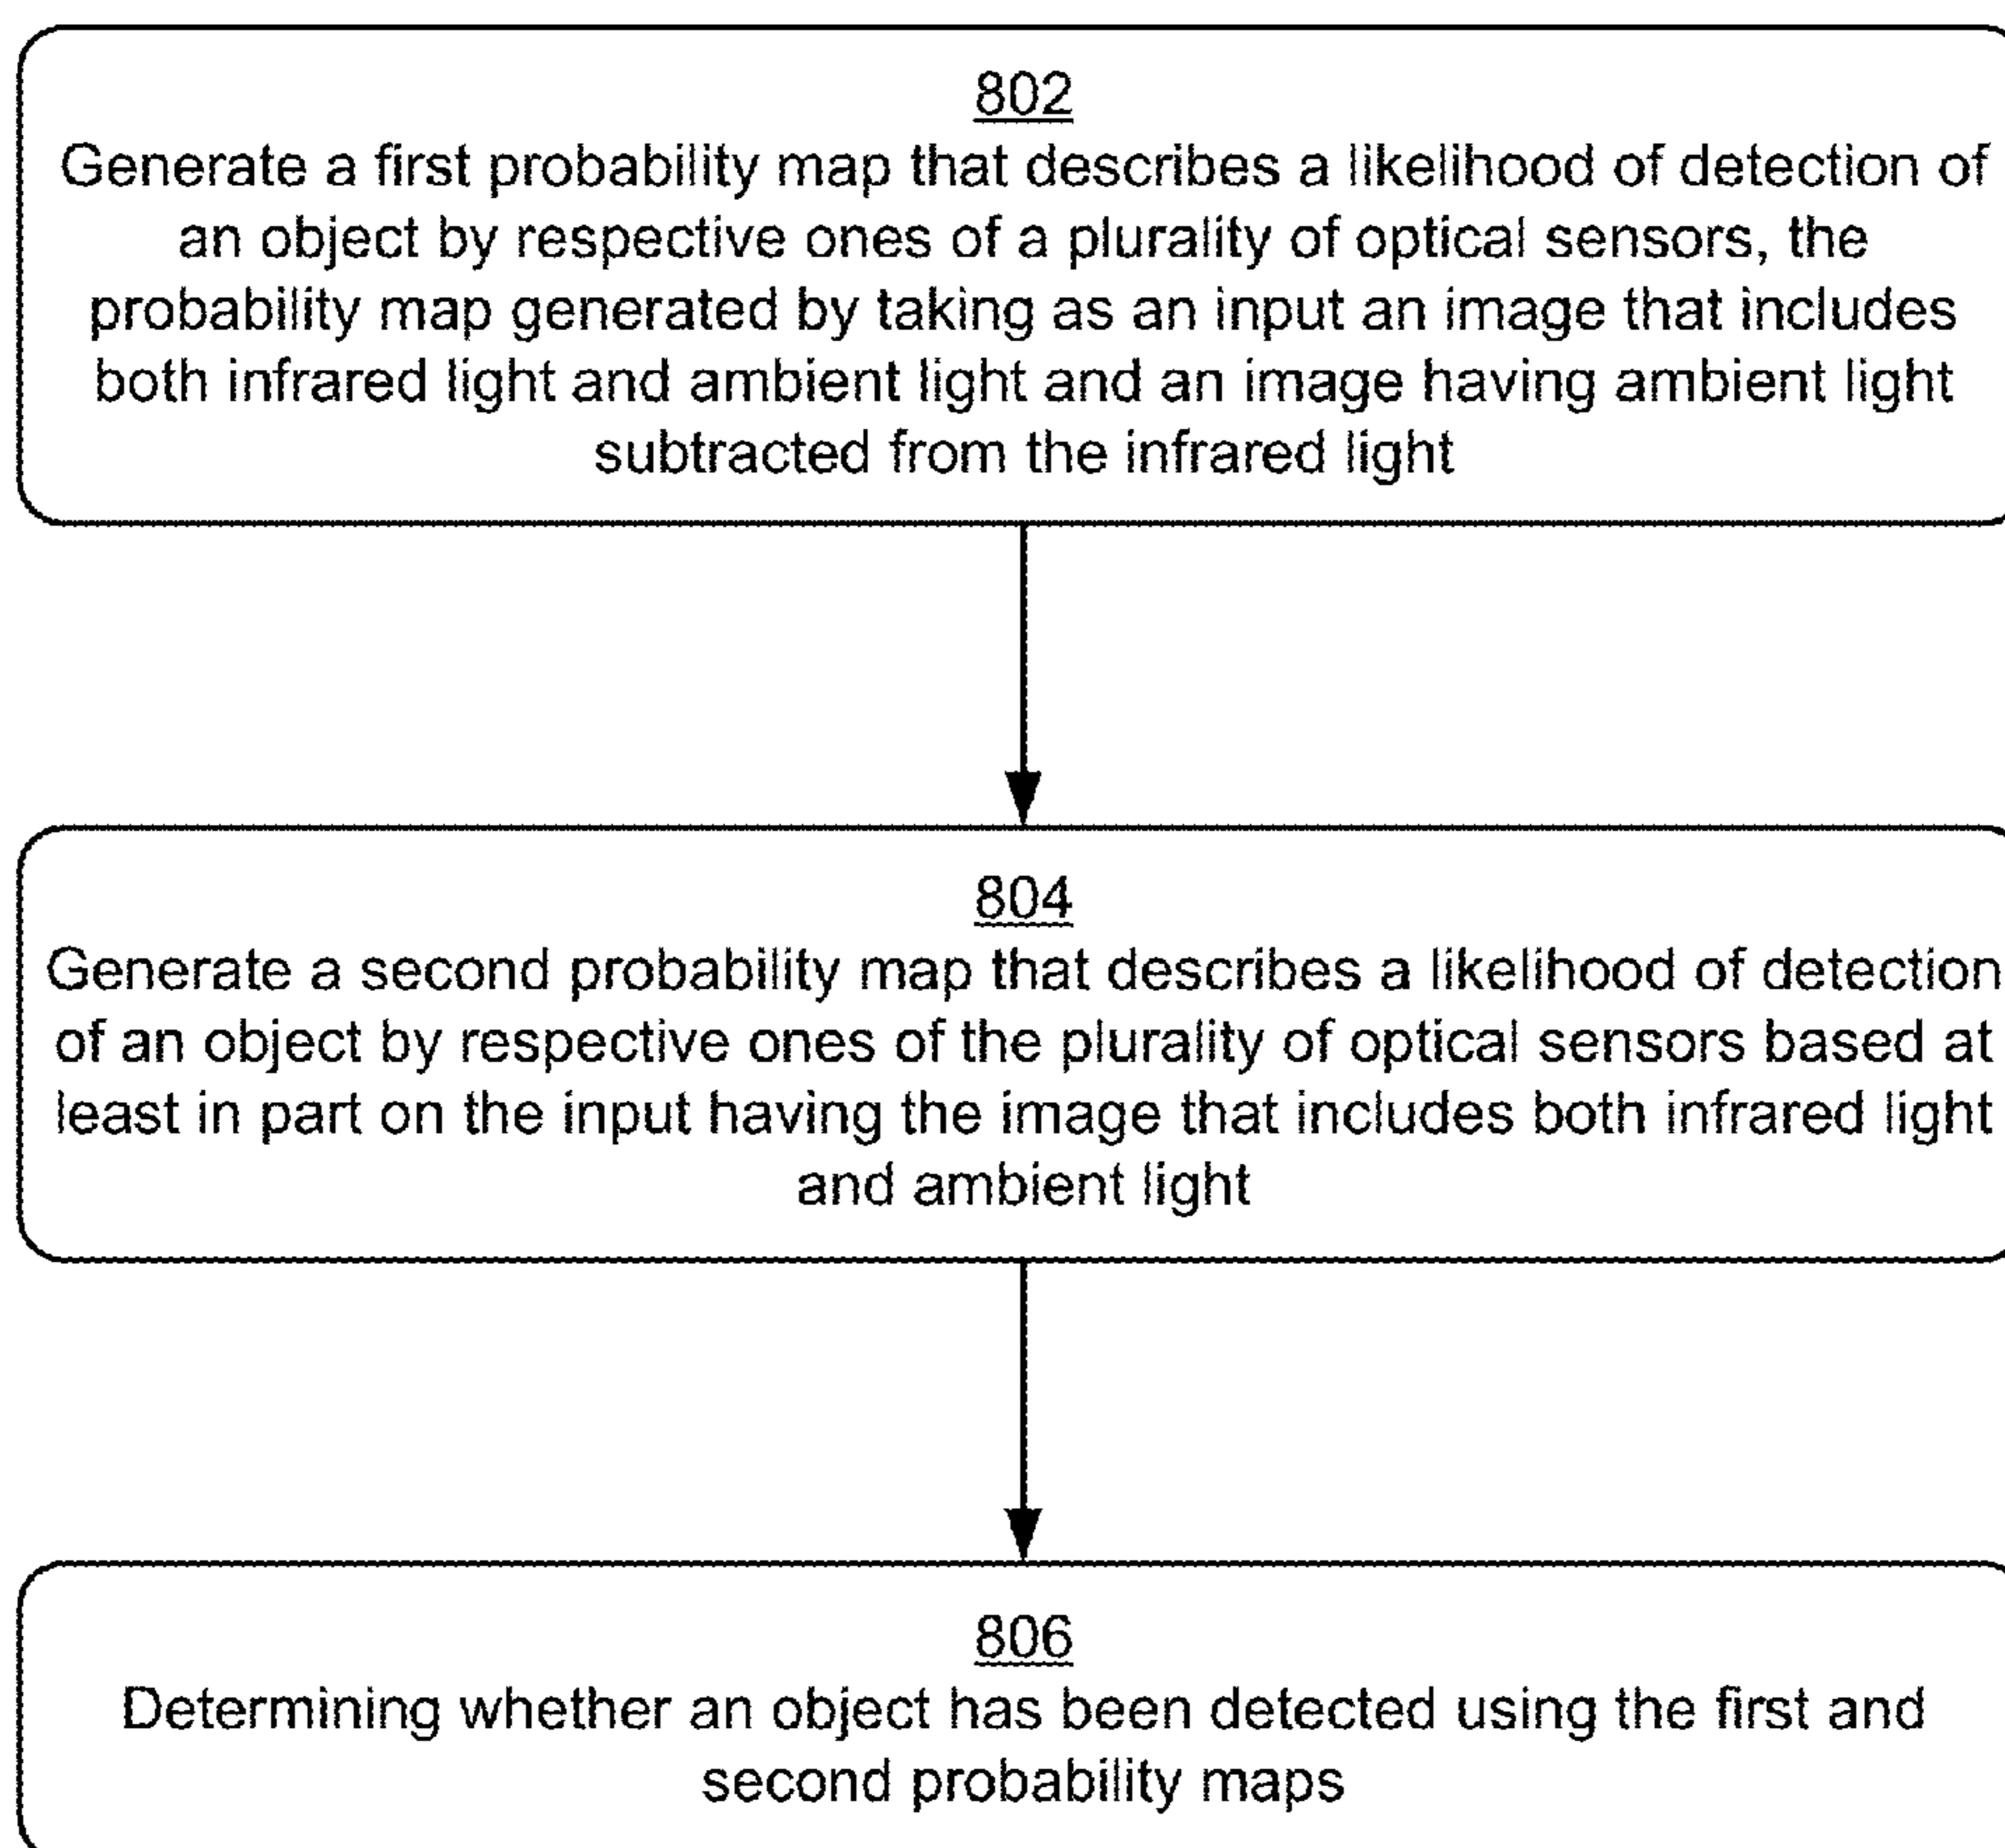 802
Generate a first probability map that describes a likelihood of detection of
an object by respective ones of a plurality of optical sensors, the
probability map generated by taking as an input an image that includes
both infrared light and ambient light and an image having ambient light
subtracted from the infrared light
804
Generate a second probability map that describes a likelihood of detection
of an object by respective ones of the plurality of optical sensors based at
least in part on the input having the image that includes both infrared light
and ambient light
806
Determining whether an object has been detected using the first and
second probability maps